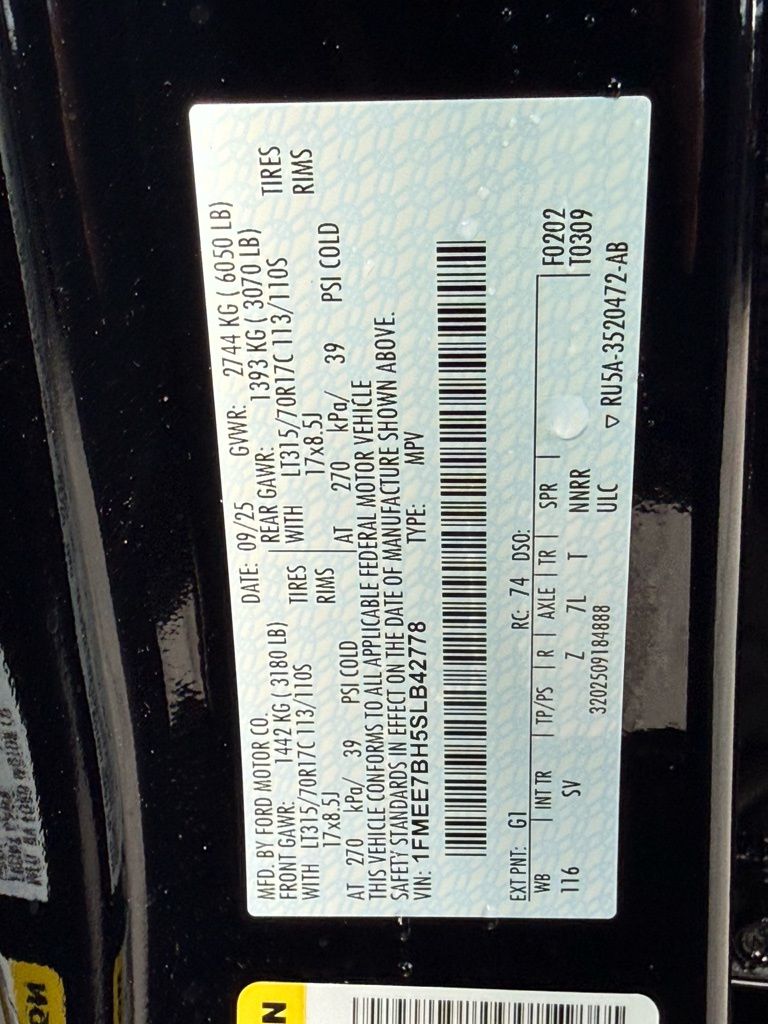 MFD. BY FORD MOTOR CO.
DATE: 09/25 GVWR: 2744 KG ( 6050 LB)
FRONT GAWR: 1442 KG ( 3180 LB) REAR GAWR: 1393 KG ( 3070 LB)
WITH LT315/70R17C 113/110S TIRES WITH LT315/70R17C 113/110S TIRES
17x8.5J RIMS 17x8.5J RIMS
AT 270 kPa/ 39 PSI COLD AT 270 kPa/ 39 PSI COLD
THIS VEHICLE CONFORMS TO ALL APPLICABLE FEDERAL MOTOR VEHICLE
SAFETY STANDARDS IN EFFECT ON THE DATE OF MANUFACTURE SHOWN ABOVE.
VIN: 1FMEE7BH5SLB42778 TYPE: MPV
EXT PNT: G1 RC: 74 DSO: F0202
T0309
WB INT TR TP/PS R AXLE TR SPR
116 SV Z 7L T NNRR
ULC
3202509184888 ▽ RU5A-3520472-AB
N